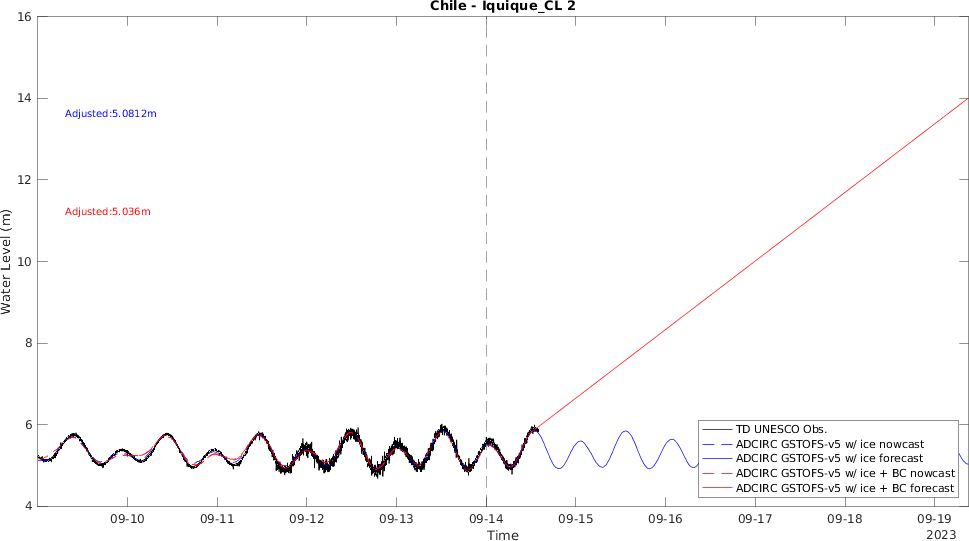 Chile - Iquique_CL 2
16
14
12
10
8
6
4
Water Level (m)
Adjusted:5.0812m
Adjusted:5.036m
TD UNESCO Obs.
ADCIRC GSTOFS-v5 w/ ice nowcast
ADCIRC GSTOFS-v5 w/ ice forecast
ADCIRC GSTOFS-v5 w/ ice + BC nowcast
ADCIRC GSTOFS-v5 w/ ice + BC forecast
09-10 09-11 09-12 09-13 09-14 09-15 09-16 09-17 09-18 09-19
Time
2023